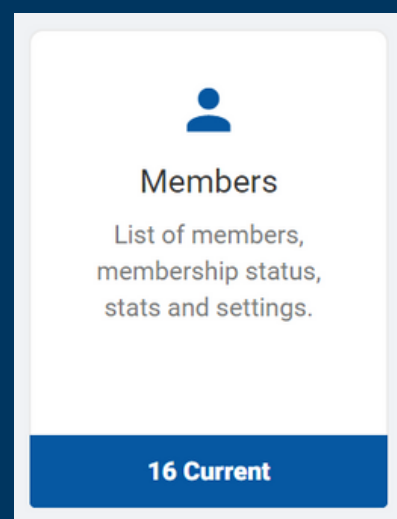 Members
List of members,
membership status,
stats and settings.
16 Current